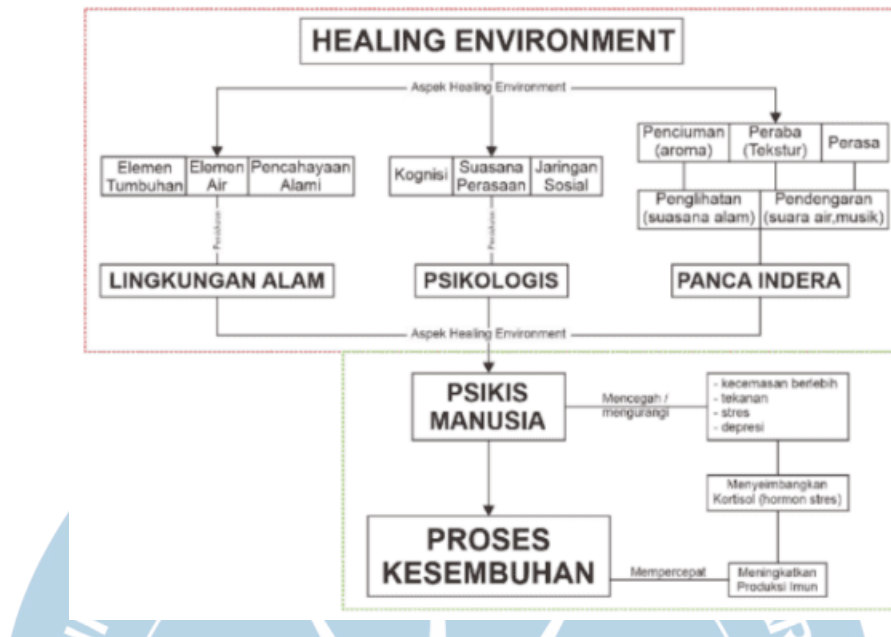 HEALING ENVIRONMENT
Aspek Healing Environment
Elemen
Tumbuhan
Elemen
Air
Pencahayaan
Alami
Kognisi
Suasana
Perasaan
Jaringan
Sosial
Penciuman
(aroma)
Peraba
(Tekstur)
Perasa
Penglihatan
(suasana alam)
Pendengaran
(suara air,musik)
LINGKUNGAN ALAM
PSIKOLOGIS
PANCA INDERA
Aspek Healing Environment
PSIKIS
MANUSIA
Mencegah /
mengurangi
- kecemasan berlebih
- tekanan
- stres
- depresi
Menyeimbangkan
Kortisol (hormon stres)
PROSES
KESEMBUHAN
Mempercepat
Meningkatkan
Produksi Imun